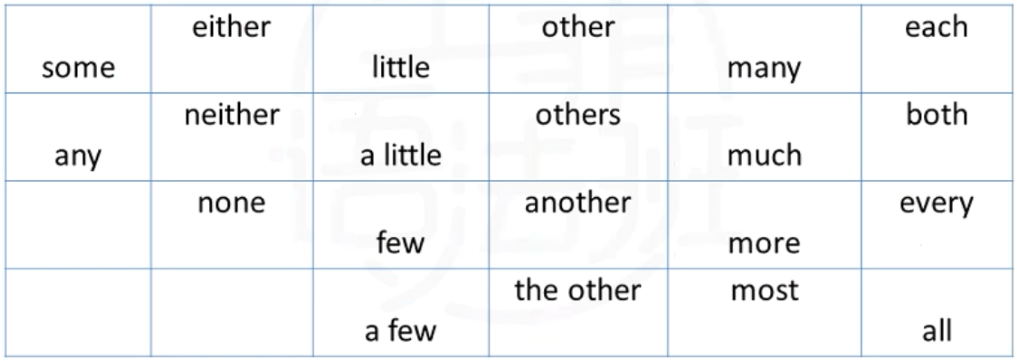 some either little other many each
any neither a little others much both
none few another more every
a few the other most all